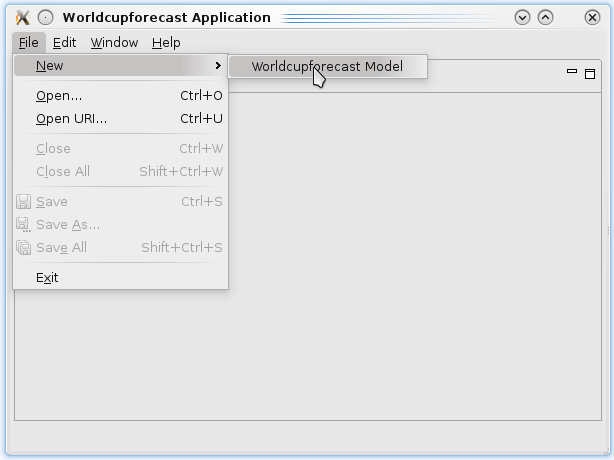 Worldcupforecast Application
File Edit Window Help
New Worldcupforecast Model
Open... Ctrl+O
Open URI... Ctrl+U
Close Ctrl+W
Close All Shift+Ctrl+W
Save Ctrl+S
Save As...
Save All Shift+Ctrl+S
Exit